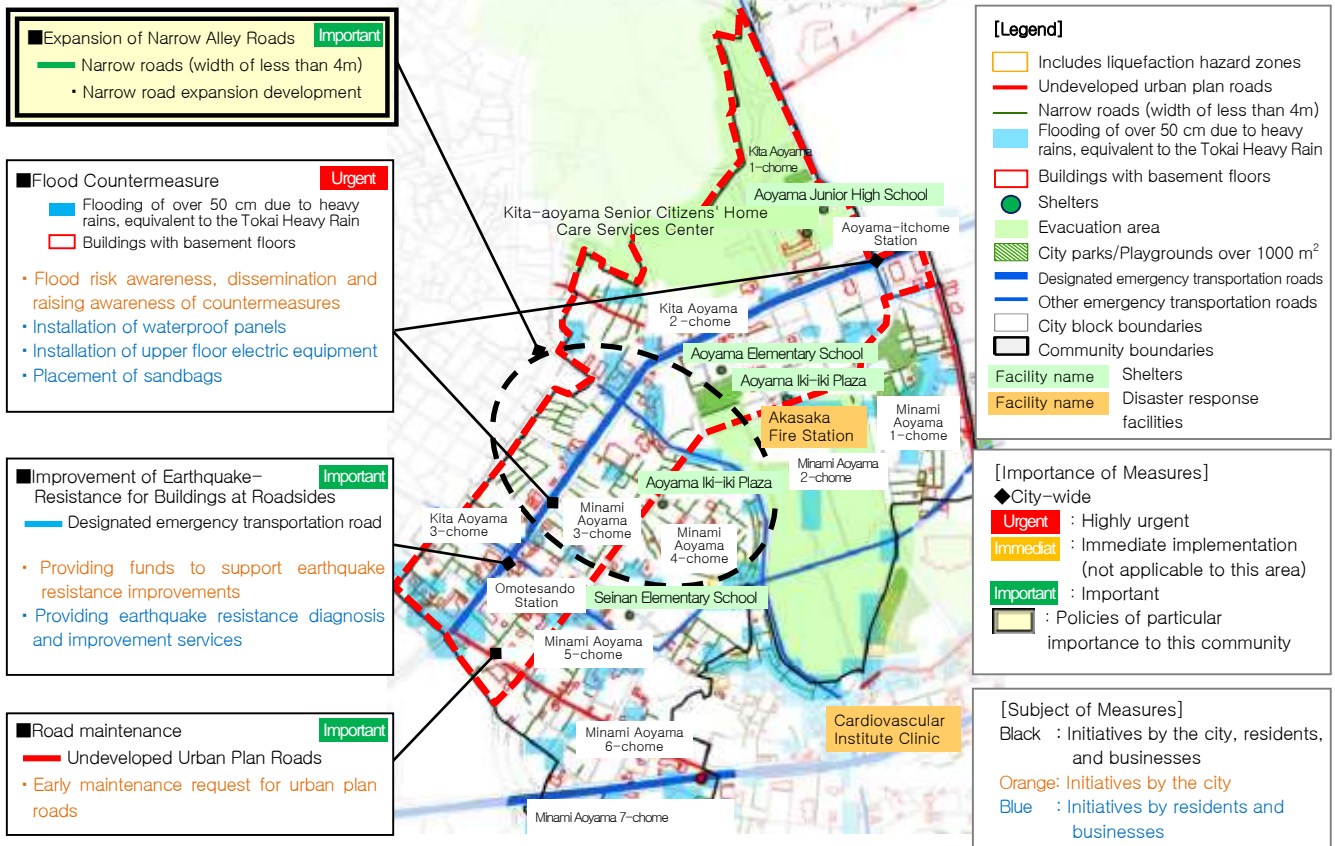 ■Expansion of Narrow Alley Roads
Important
Narrow roads (width of less than 4m)
・Narrow road expansion development
■Flood Countermeasure
Urgent
Flooding of over 50 cm due to heavy
rains, equivalent to the Tokai Heavy Rain
Buildings with basement floors
・Flood risk awareness, dissemination and
raising awareness of countermeasures
・Installation of waterproof panels
・Installation of upper floor electric equipment
・Placement of sandbags
■Improvement of Earthquake-
Resistance for Buildings at Roadsides
Important
Designated emergency transportation road
・Providing funds to support earthquake
resistance improvements
・Providing earthquake resistance diagnosis
and improvement services
■Road maintenance
Important
Undeveloped Urban Plan Roads
・Early maintenance request for urban plan
roads
Kita Aoyama
1-chome
Aoyama Junior High School
Kita-aoyama Senior Citizens' Home
Care Services Center
Aoyama-itchome
Station
Kita Aoyama
2-chome
Aoyama Elementary School
Aoyama Iki-iki Plaza
Akasaka
Fire Station
Minami
Aoyama
1-chome
Minami Aoyama
2-chome
Aoyama Iki-iki Plaza
Kita Aoyama
3-chome
Minami
Aoyama
3-chome
Minami
Aoyama
4-chome
Omotesando
Station
Seinan Elementary School
Minami Aoyama
5-chome
Minami Aoyama
6-chome
Cardiovascular
Institute Clinic
Minami Aoyama 7-chome
[Legend]
Includes liquefaction hazard zones
Undeveloped urban plan roads
Narrow roads (width of less than 4m)
Flooding of over 50 cm due to heavy
rains, equivalent to the Tokai Heavy Rain
Buildings with basement floors
Shelters
Evacuation area
City parks/Playgrounds over 1000 m²
Designated emergency transportation roads
Other emergency transportation roads
City block boundaries
Community boundaries
Facility name Shelters
Facility name Disaster response
facilities
[Importance of Measures]
◆City-wide
Urgent : Highly urgent
Immediat : Immediate implementation
(not applicable to this area)
Important : Important
: Policies of particular
importance to this community
[Subject of Measures]
Black : Initiatives by the city, residents,
and businesses
Orange: Initiatives by the city
Blue : Initiatives by residents and
businesses